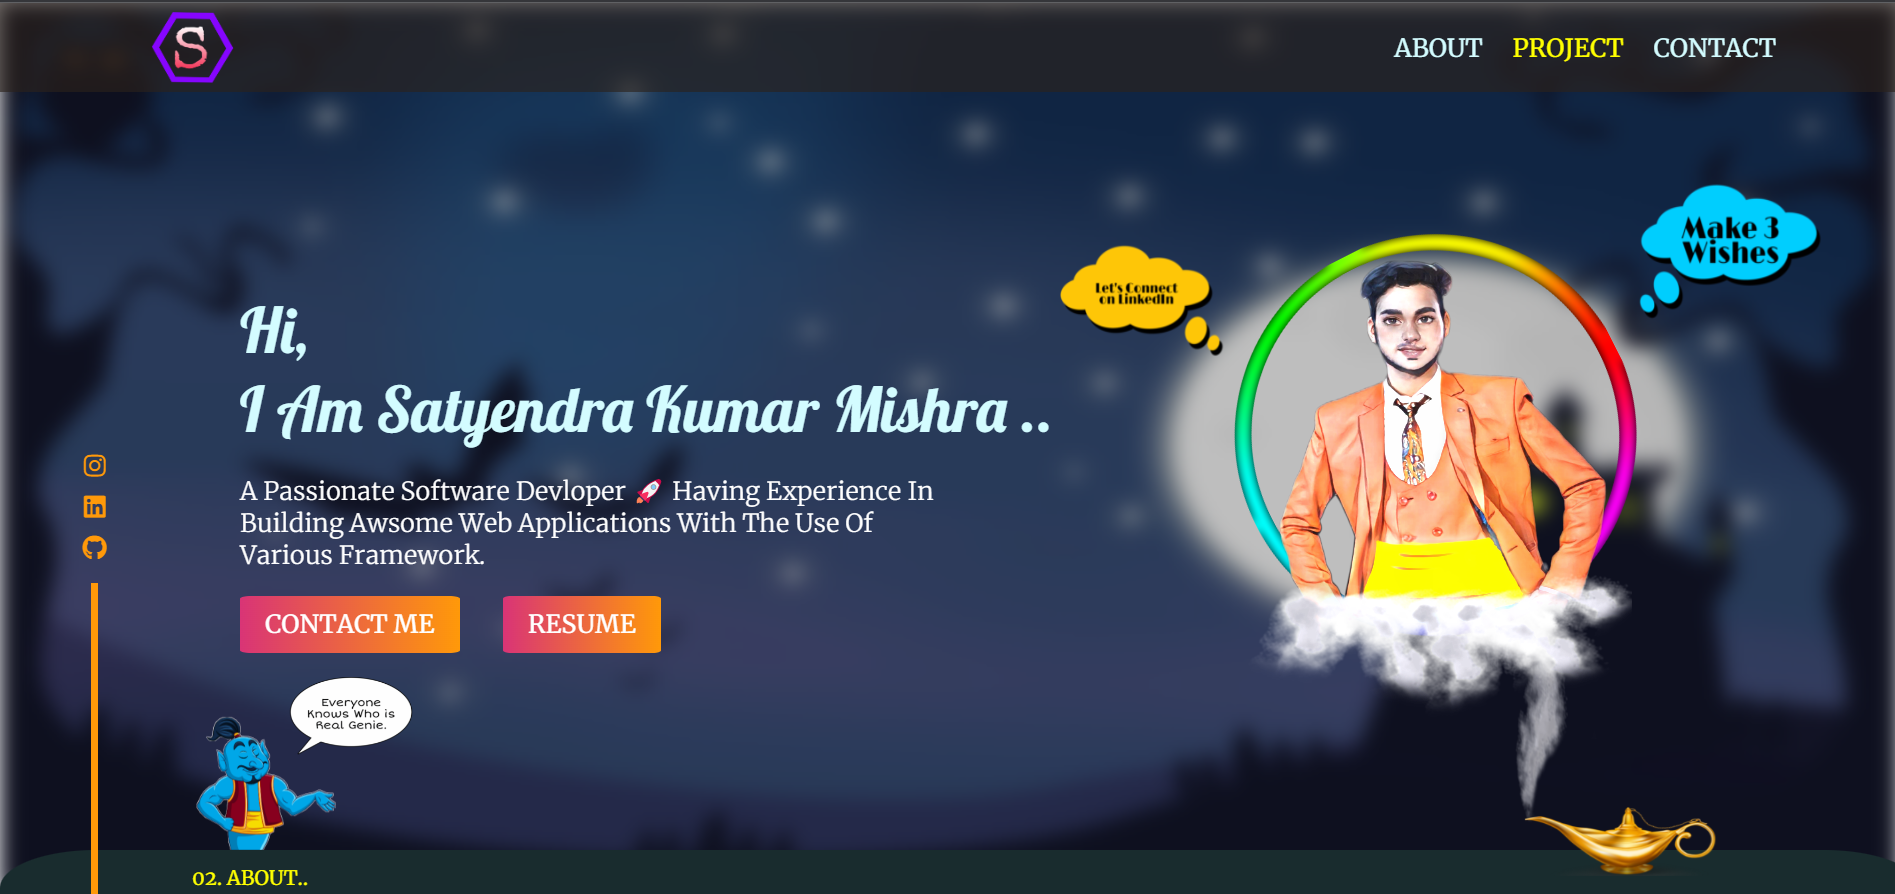 S
ABOUT PROJECT CONTACT
Make 3
Wishes
Let's Connect
on LinkedIn
Hi,
I Am Satyendra Kumar Mishra ..
A Passionate Software Devloper 🚀 Having Experience In
Building Awsome Web Applications With The Use Of
Various Framework.
CONTACT ME RESUME
Everyone
Knows Who is
Real Genie.
02. ABOUT..